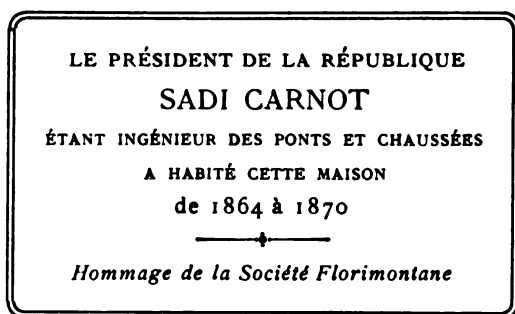 LE PRÉSIDENT DE LA RÉPUBLIQUE
SADI CARNOT
ÉTANT INGÉNIEUR DES PONTS ET CHAUSSÉES
A HABITÉ CETTE MAISON
de 1864 à 1870
Hommage de la Société Florimontane